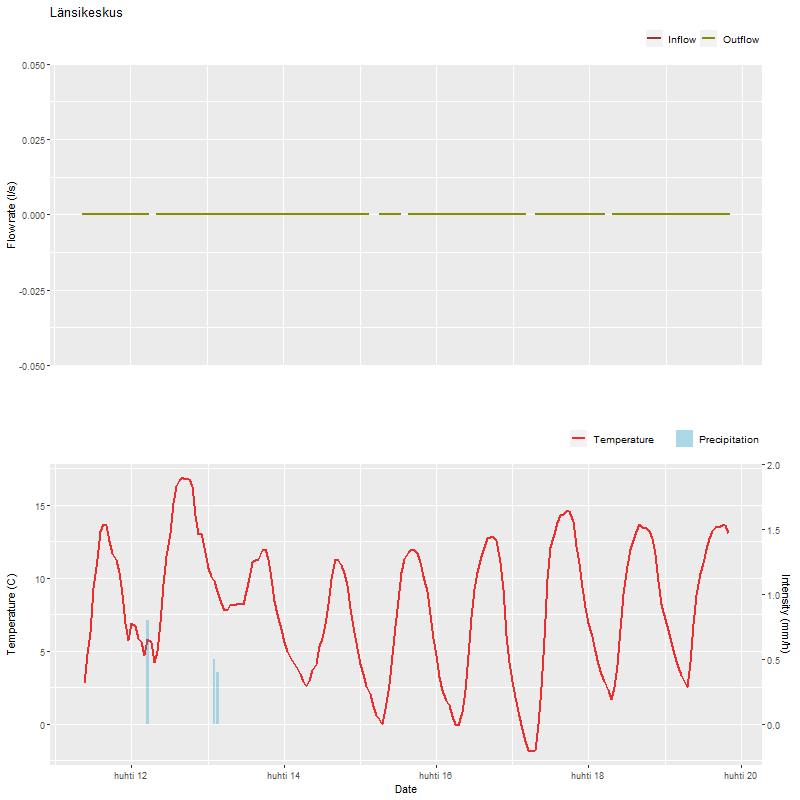 Länsikeskus
Inflow Outflow
0.050
0.025
0.000
-0.025
-0.050
Flow rate (l/s)
Temperature Precipitation
15
10
5
0
Temperature (C)
2.0
1.5
1.0
0.5
0.0
Intensity (mm/h)
huhti 12 huhti 14 huhti 16 huhti 18 huhti 20
Date